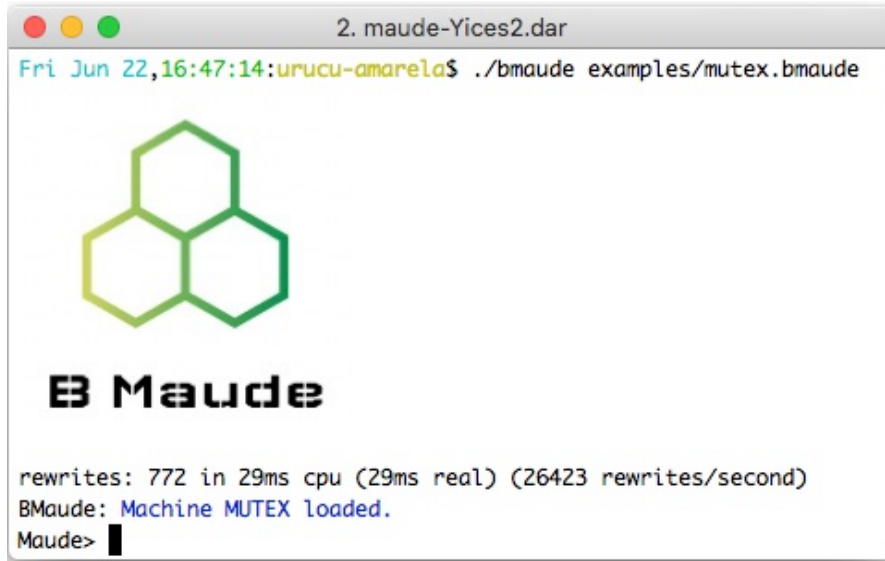 2. maude-Yices2.dar
Fri Jun 22,16:47:14:urucu-amarela$ ./bmaude examples/mutex.bmaude
B Maude
rewrites: 772 in 29ms cpu (29ms real) (26423 rewrites/second)
BMaude: Machine MUTEX loaded.
Maude>